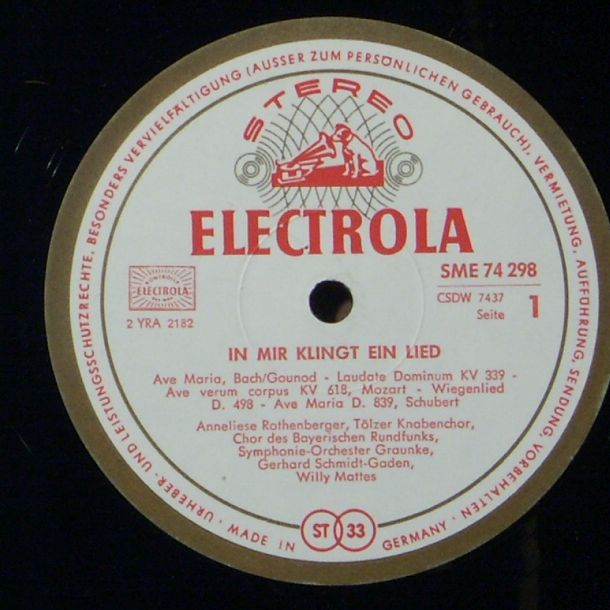 URHEBER- UND LEISTUNGSSCHUTZRECHTE, BESONDERS VERVIELFÄLTIGUNG (AUSSER ZUM PERSÖNLICHEN GEBRAUCH), VERMIETUNG, AUFFÜHRUNG, SENDUNG, VORBEHALTEN · MADE IN GERMANY ·
STEREO
ELECTROLA
SME 74 298
ELECTROLA
CSDW 7437
Seite 1
2 YRA 2182
IN MIR KLINGT EIN LIED
Ave Maria, Bach/Gounod - Laudate Dominum KV 339 -
Ave verum corpus KV 618, Mozart - Wiegenlied
D. 498 - Ave Maria D. 839, Schubert
Anneliese Rothenberger, Tölzer Knabenchor,
Chor des Bayerischen Rundfunks,
Symphonie-Orchester Graunke,
Gerhard Schmidt-Gaden,
Willy Mattes
ST 33